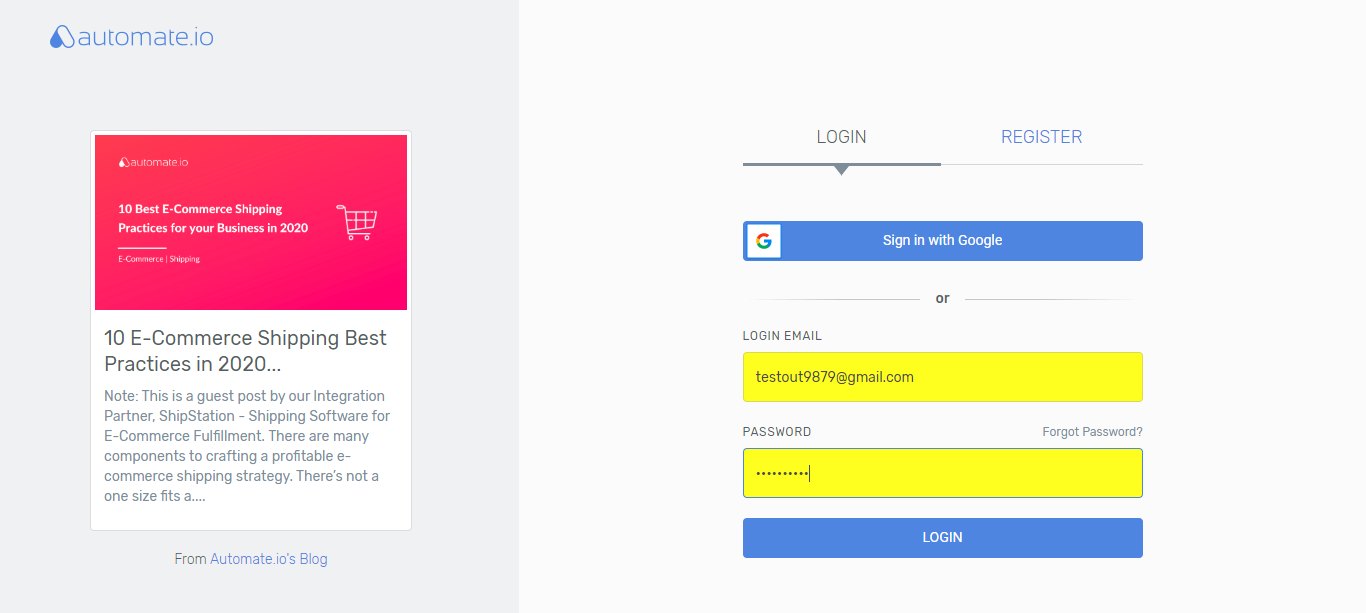 automate.io
automate.io
10 Best E-Commerce Shipping
Practices for your Business in 2020
E-Commerce | Shipping
10 E-Commerce Shipping Best
Practices in 2020...
Note: This is a guest post by our Integration
Partner, ShipStation - Shipping Software for
E-Commerce Fulfillment. There are many
components to crafting a profitable e-
commerce shipping strategy. There's not a
one size fits a....
From Automate.io's Blog
LOGIN
REGISTER
Sign in with Google
or
LOGIN EMAIL
testout9879@gmail.com
PASSWORD
Forgot Password?
••••••••••
LOGIN